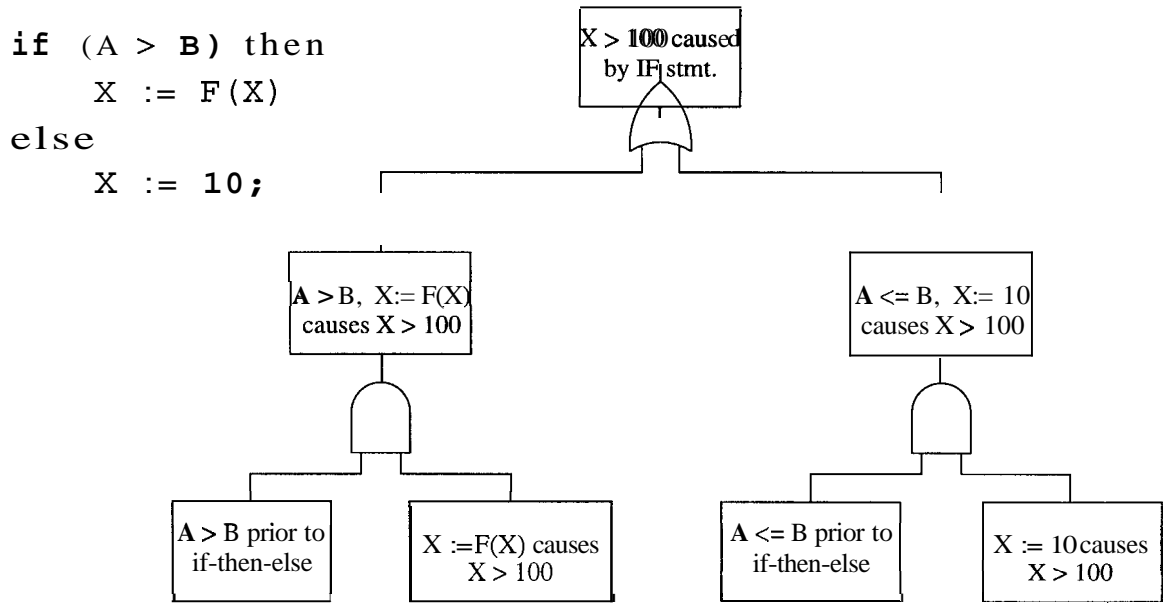 if (A > B) then
X := F(X)
else
X := 10;
X > 100 caused
by IF stmt.
A > B, X:= F(X)
causes X > 100
A <= B, X:= 10
causes X > 100
A > B prior to
if-then-else
X :=F(X) causes
X > 100
A <= B prior to
if-then-else
X := 10 causes
X > 100